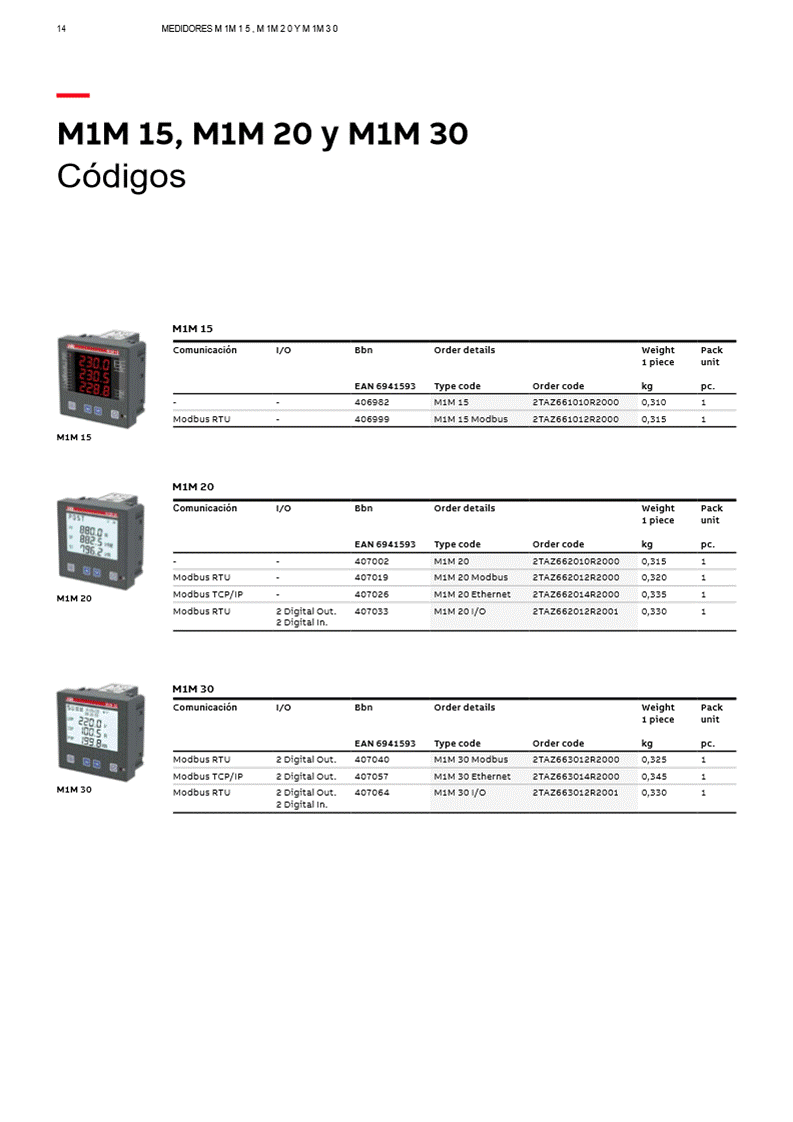 14 MEDIDORES M 1M 1 5 , M 1M 2 0 Y M 1M 3 0
M1M 15, M1M 20 y M1M 30
Códigos
M1M 15
Comunicación I/O Bbn Order details Weight Pack
1 piece unit
EAN 6941593 Type code Order code kg pc.
- - 406982 M1M 15 2TAZ661010R2000 0,310 1
Modbus RTU - 406999 M1M 15 Modbus 2TAZ661012R2000 0,315 1
230.0
230.5
228.8
M1M 15
M1M 20
Comunicación I/O Bbn Order details Weight Pack
1 piece unit
EAN 6941593 Type code Order code kg pc.
- - 407002 M1M 20 2TAZ662010R2000 0,315 1
Modbus RTU - 407019 M1M 20 Modbus 2TAZ662012R2000 0,320 1
Modbus TCP/IP - 407026 M1M 20 Ethernet 2TAZ662014R2000 0,335 1
Modbus RTU 2 Digital Out. 407033 M1M 20 I/O 2TAZ662012R2001 0,330 1
2 Digital In.
880.0
882.5
796.2
M1M 20
M1M 30
Comunicación I/O Bbn Order details Weight Pack
1 piece unit
EAN 6941593 Type code Order code kg pc.
Modbus RTU 2 Digital Out. 407040 M1M 30 Modbus 2TAZ663012R2000 0,325 1
Modbus TCP/IP 2 Digital Out. 407057 M1M 30 Ethernet 2TAZ663014R2000 0,345 1
Modbus RTU 2 Digital Out. 407064 M1M 30 I/O 2TAZ663012R2001 0,330 1
2 Digital In.
220.0
100.5
199.8
M1M 30